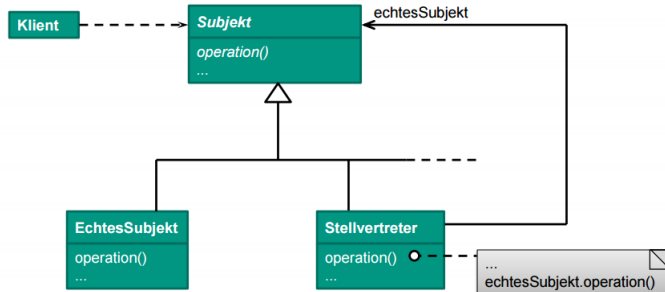 Klient
Subjekt
operation()
...
echtesSubjekt
EchtesSubjekt
operation()
...
Stellvertreter
operation()
...
...
echtesSubjekt.operation()